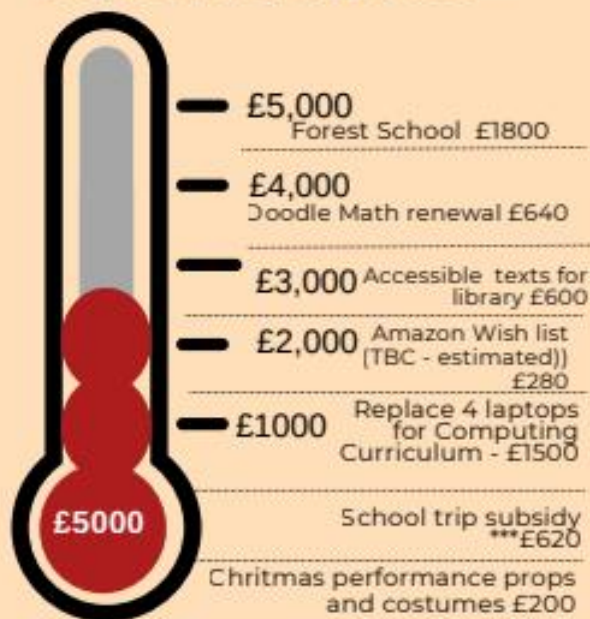 £5,000
Forest School £1800
£4,000
Doodle Math renewal £640
£3,000 Accessible texts for
library £600
£2,000 Amazon Wish list
(TBC - estimated))
£280
£1000 Replace 4 laptops
for Computing
Curriculum - £1500
£5000
School trip subsidy
***£620
Chritmas performance props
and costumes £200